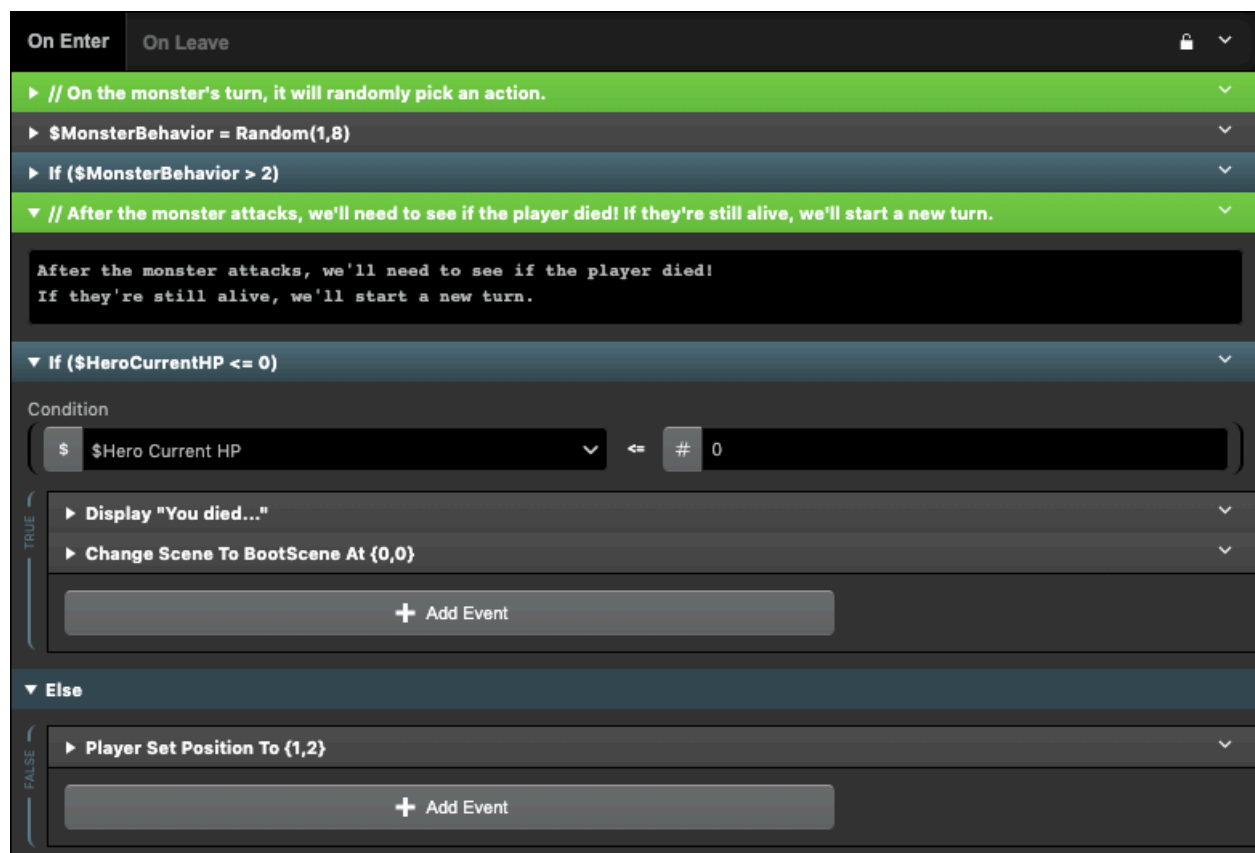 On Enter
On Leave
// On the monster's turn, it will randomly pick an action.
$MonsterBehavior = Random(1,8)
If ($MonsterBehavior > 2)
// After the monster attacks, we'll need to see if the player died! If they're still alive, we'll start a new turn.
After the monster attacks, we'll need to see if the player died!
If they're still alive, we'll start a new turn.
If ($HeroCurrentHP <= 0)
Condition
$ $Hero Current HP <= # 0
TRUE
Display "You died..."
Change Scene To BootScene At {0,0}
+ Add Event
Else
FALSE
Player Set Position To {1,2}
+ Add Event